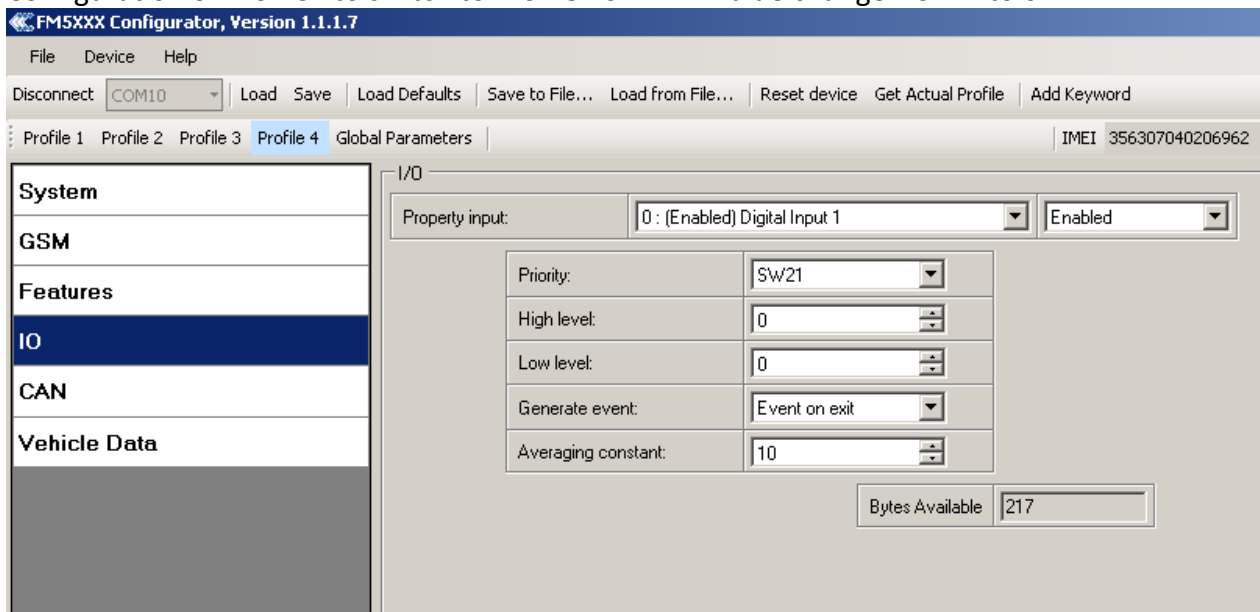 FM5XXX Configurator, Version 1.1.1.7
File Device Help
Disconnect COM10 Load Save Load Defaults Save to File... Load from File... Reset device Get Actual Profile Add Keyword
Profile 1 Profile 2 Profile 3 Profile 4 Global Parameters IMEI 356307040206962
System
GSM
Features
IO
CAN
Vehicle Data
I/O
Property input: 0 : (Enabled) Digital Input 1 Enabled
Priority: SW21
High level: 0
Low level: 0
Generate event: Event on exit
Averaging constant: 10
Bytes Available 217